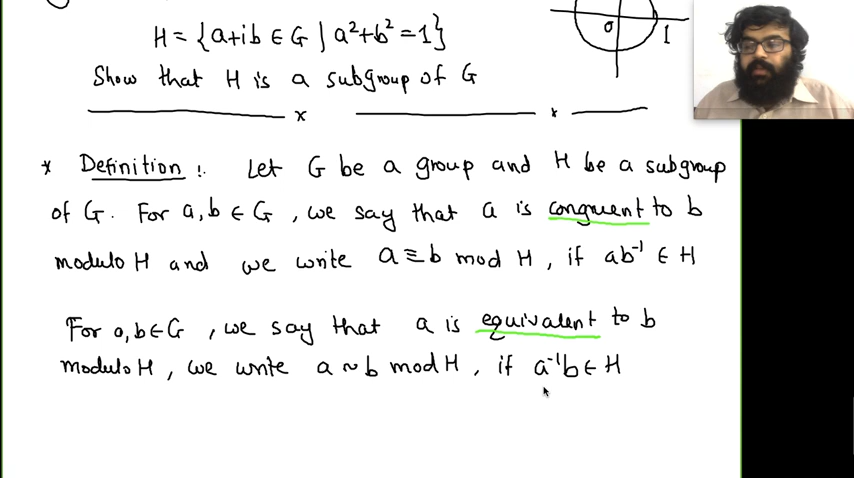 H = {a+ib ∈ G | a²+b² = 1}
0
1
Show that H is a subgroup of G
x
x
* Definition :. Let G be a group and H be a subgroup
of G. For a, b ∈ G, we say that a is congruent to b
modulo H and we write a ≡ b mod H, if ab⁻¹ ∈ H
For a, b ∈ G, we say that a is equivalent to b
modulo H, we write a ~ b mod H, if a⁻¹b ∈ H